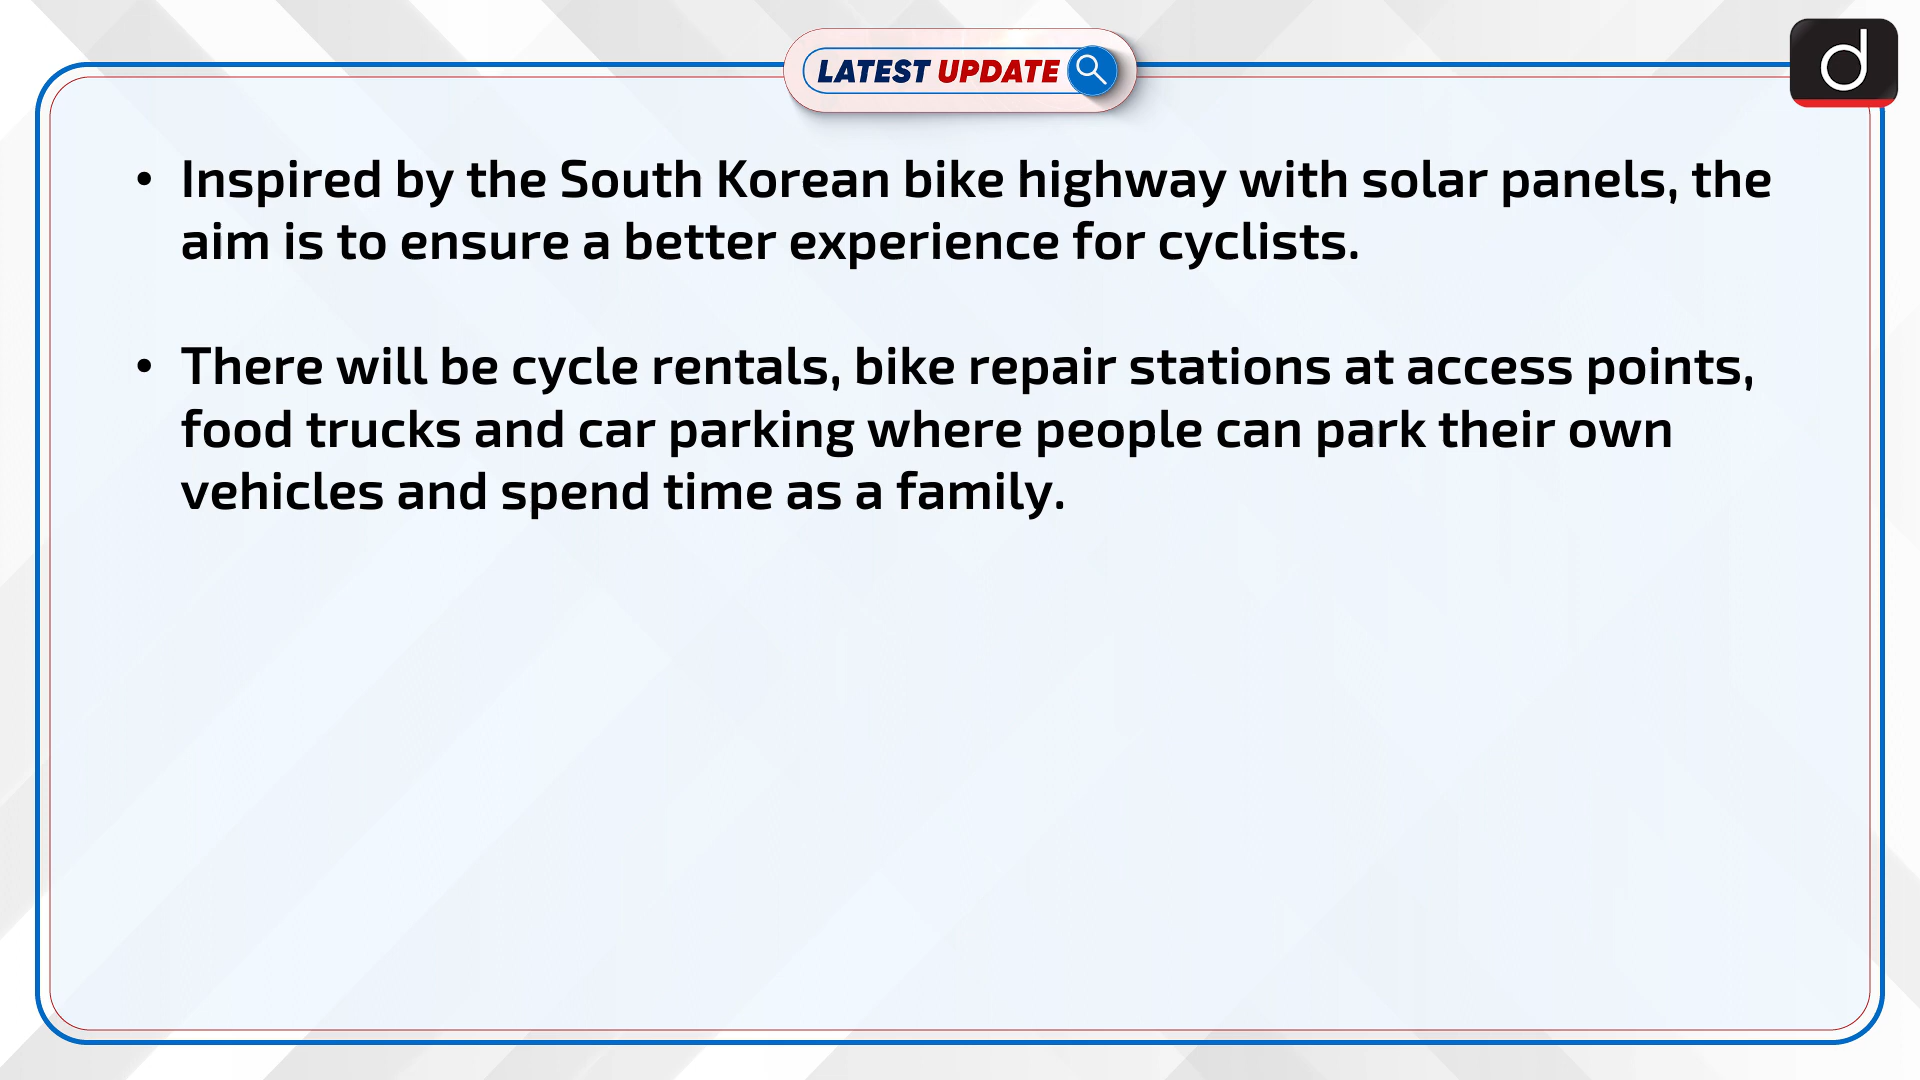 LATEST UPDATE
d
• Inspired by the South Korean bike highway with solar panels, the
aim is to ensure a better experience for cyclists.
• There will be cycle rentals, bike repair stations at access points,
food trucks and car parking where people can park their own
vehicles and spend time as a family.